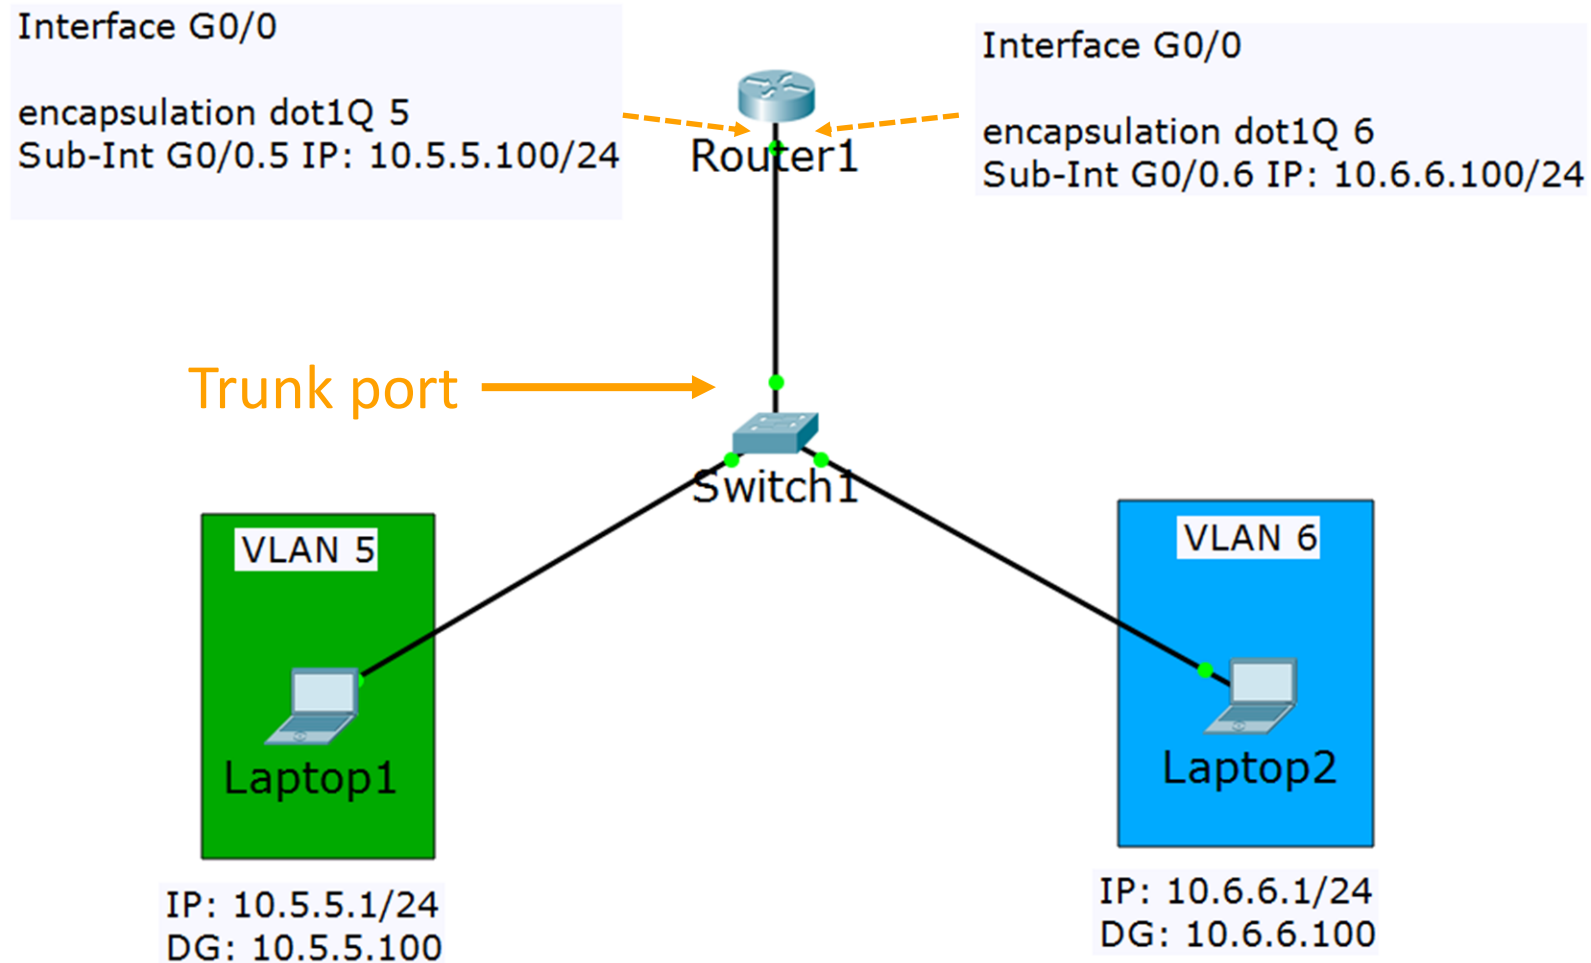 Interface G0/0
encapsulation dot1Q 5
Sub-Int G0/0.5 IP: 10.5.5.100/24
Interface G0/0
encapsulation dot1Q 6
Sub-Int G0/0.6 IP: 10.6.6.100/24
Router1
Trunk port
Switch1
VLAN 5
Laptop1
IP: 10.5.5.1/24
DG: 10.5.5.100
VLAN 6
Laptop2
IP: 10.6.6.1/24
DG: 10.6.6.100